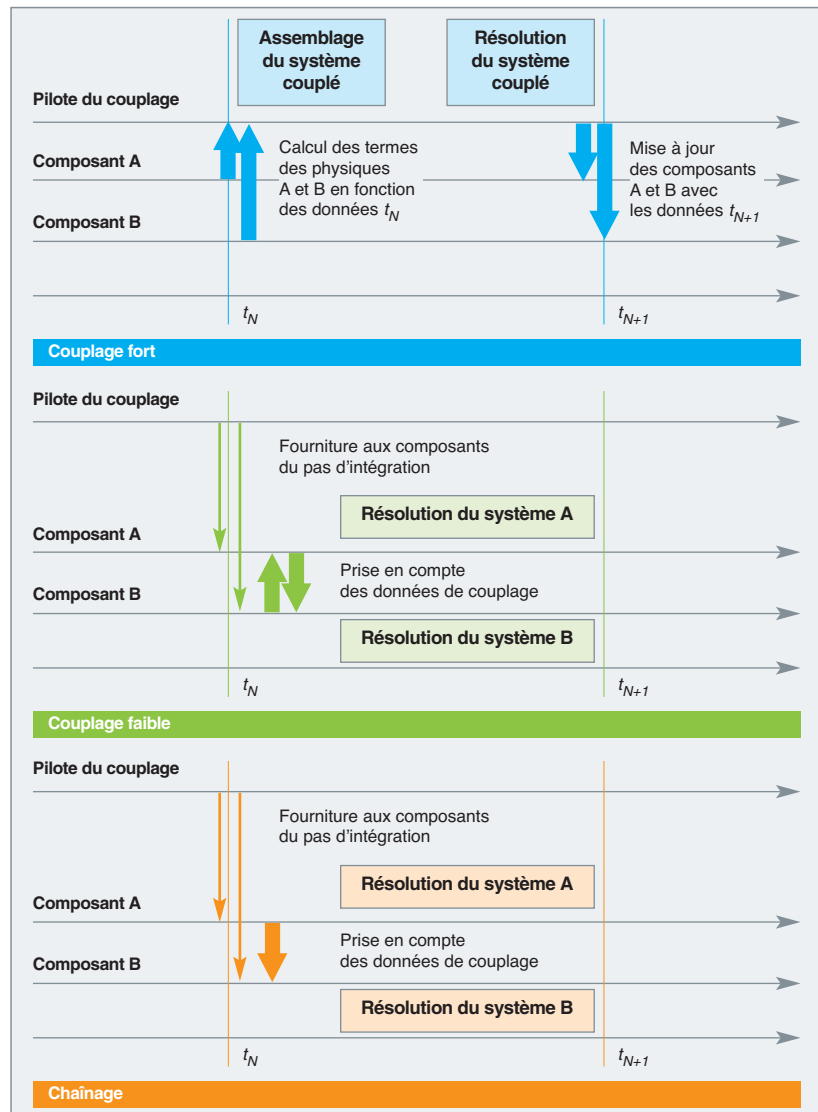 Assemblage
du système
couplé
Résolution
du système
couplé
Pilote du couplage
Composant A
Calcul des termes
des physiques
A et B en fonction
des données tN
Mise à jour
des composants
A et B avec
les données tN+1
Composant B
tN
tN+1
Couplage fort
Pilote du couplage
Fourniture aux composants
du pas d'intégration
Résolution du système A
Composant A
Prise en compte
des données de couplage
Composant B
Résolution du système B
tN
tN+1
Couplage faible
Pilote du couplage
Fourniture aux composants
du pas d'intégration
Résolution du système A
Composant A
Prise en compte
des données de couplage
Composant B
Résolution du système B
tN
tN+1
Chaînage